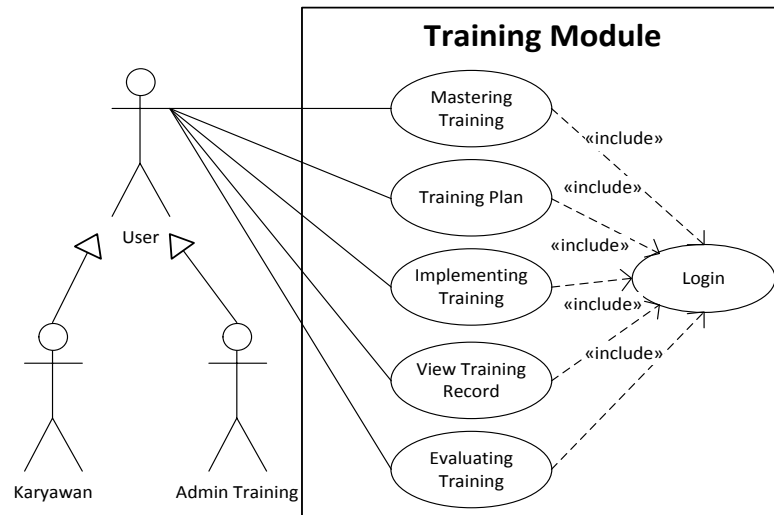 Training Module
Mastering
Training
«include»
Training Plan
«include»
User
«include»
Implementing
Training
Login
«include»
View Training
Record
«include»
Evaluating
Training
Karyawan
Admin Training